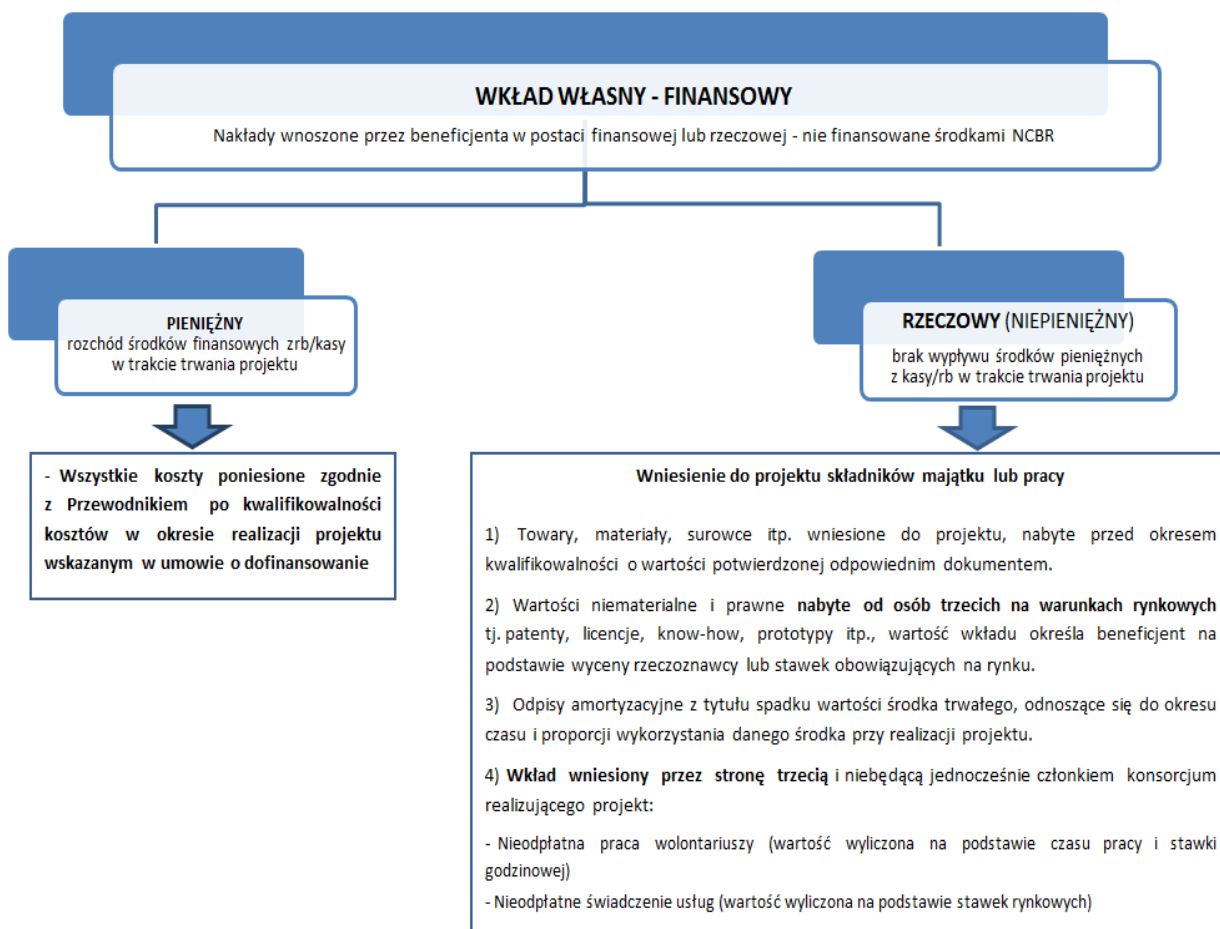 WKŁAD WŁASNY - FINANSOWY
Nakłady wnoszone przez beneficjenta w postaci finansowej lub rzeczowej - nie finansowane środkami NCBR
PIENIĘŻNY
rozchód środków finansowych zrb/kasy
w trakcie trwania projektu
RZECZOWY (NIEPIENIĘŻNY)
brak wypływu środków pieniężnych
z kasy/rb w trakcie trwania projektu
- Wszystkie koszty poniesione zgodnie
z Przewodnikiem po kwalifikowalności
kosztów w okresie realizacji projektu
wskazanym w umowie o dofinansowanie
Wniesienie do projektu składników majątku lub pracy
1) Towary, materiały, surowce itp. wniesione do projektu, nabyte przed okresem
kwalifikowalności o wartości potwierdzonej odpowiednim dokumentem.
2) Wartości niematerialne i prawne nabyte od osób trzecich na warunkach rynkowych
tj. patenty, licencje, know-how, prototypy itp., wartość wkładu określa beneficjent na
podstawie wyceny rzeczoznawcy lub stawek obowiązujących na rynku.
3) Odpisy amortyzacyjne z tytułu spadku wartości środka trwałego, odnoszące się do okresu
czasu i proporcji wykorzystania danego środka przy realizacji projektu.
4) Wkład wniesiony przez stronę trzecią i niebędącą jednocześnie członkiem konsorcjum
realizującego projekt:
- Nieodpłatna praca wolontariuszy (wartość wyliczona na podstawie czasu pracy i stawki
godzinowej)
- Nieodpłatne świadczenie usług (wartość wyliczona na podstawie stawek rynkowych)